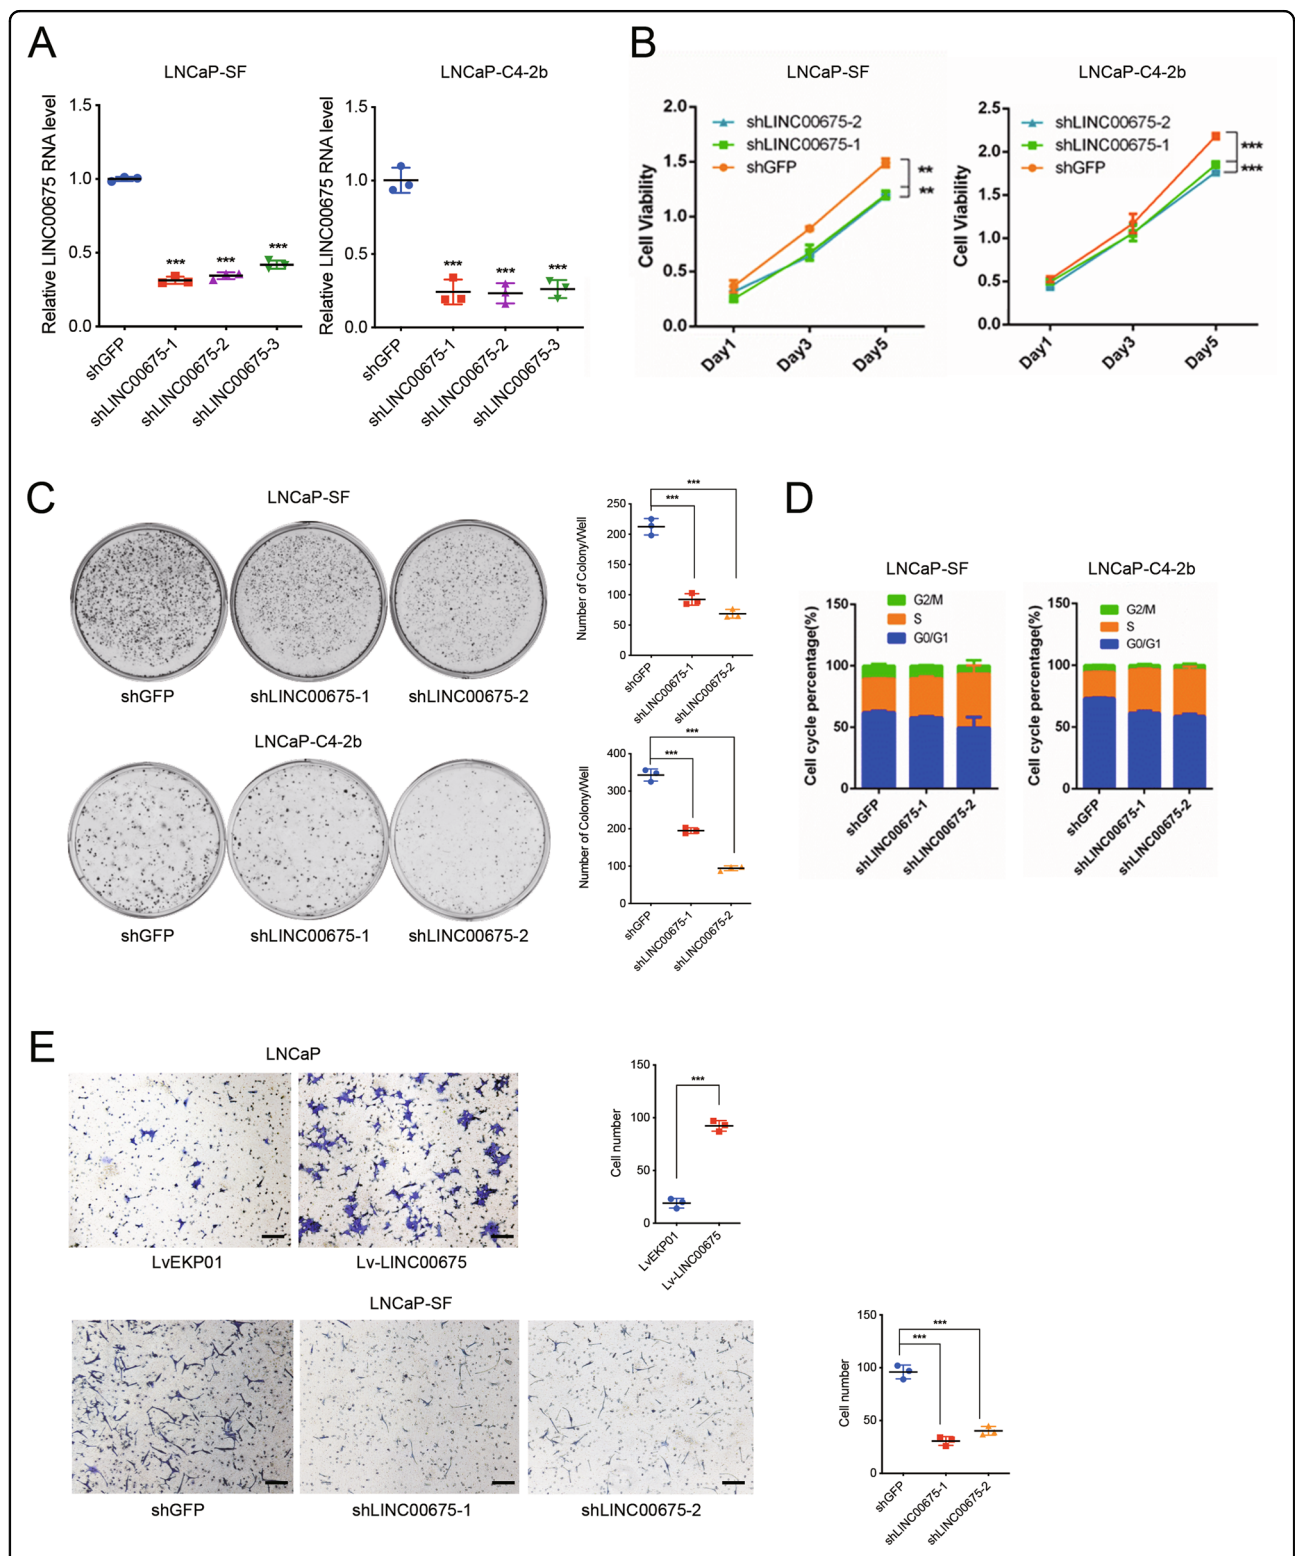 A
LNCaP-SF
Relative LINC00675 RNA level
1.5
1.0
0.5
0.0
***
***
***
shGFP
shLINC00675-1
shLINC00675-2
shLINC00675-3
LNCaP-C4-2b
Relative LINC00675 RNA level
1.5
1.0
0.5
0.0
***
***
***
shGFP
shLINC00675-1
shLINC00675-2
shLINC00675-3
B
LNCaP-SF
Cell Viability
2.0
1.5
1.0
0.5
0.0
shLINC00675-2
shLINC00675-1
shGFP
**
**
Day1
Day3
Day5
LNCaP-C4-2b
Cell Viability
2.5
2.0
1.5
1.0
0.5
0.0
shLINC00675-2
shLINC00675-1
shGFP
***
***
Day1
Day3
Day5
C
LNCaP-SF
shGFP
shLINC00675-1
shLINC00675-2
Number of Colony/Well
250
200
150
100
50
0
***
***
shGFP
shLINC00675-1
shLINC00675-2
LNCaP-C4-2b
shGFP
shLINC00675-1
shLINC00675-2
Number of Colony/Well
400
300
200
100
0
***
***
shGFP
shLINC00675-1
shLINC00675-2
D
LNCaP-SF
Cell cycle percentage(%)
150
100
50
0
G2/M
S
G0/G1
shGFP
shLINC00675-1
shLINC00675-2
LNCaP-C4-2b
Cell cycle percentage(%)
150
100
50
0
G2/M
S
G0/G1
shGFP
shLINC00675-1
shLINC00675-2
E
LNCaP
LvEKP01
Lv-LINC00675
Cell number
150
100
50
0
***
LvEKP01
Lv-LINC00675
LNCaP-SF
shGFP
shLINC00675-1
shLINC00675-2
Cell number
150
100
50
0
***
***
shGFP
shLINC00675-1
shLINC00675-2